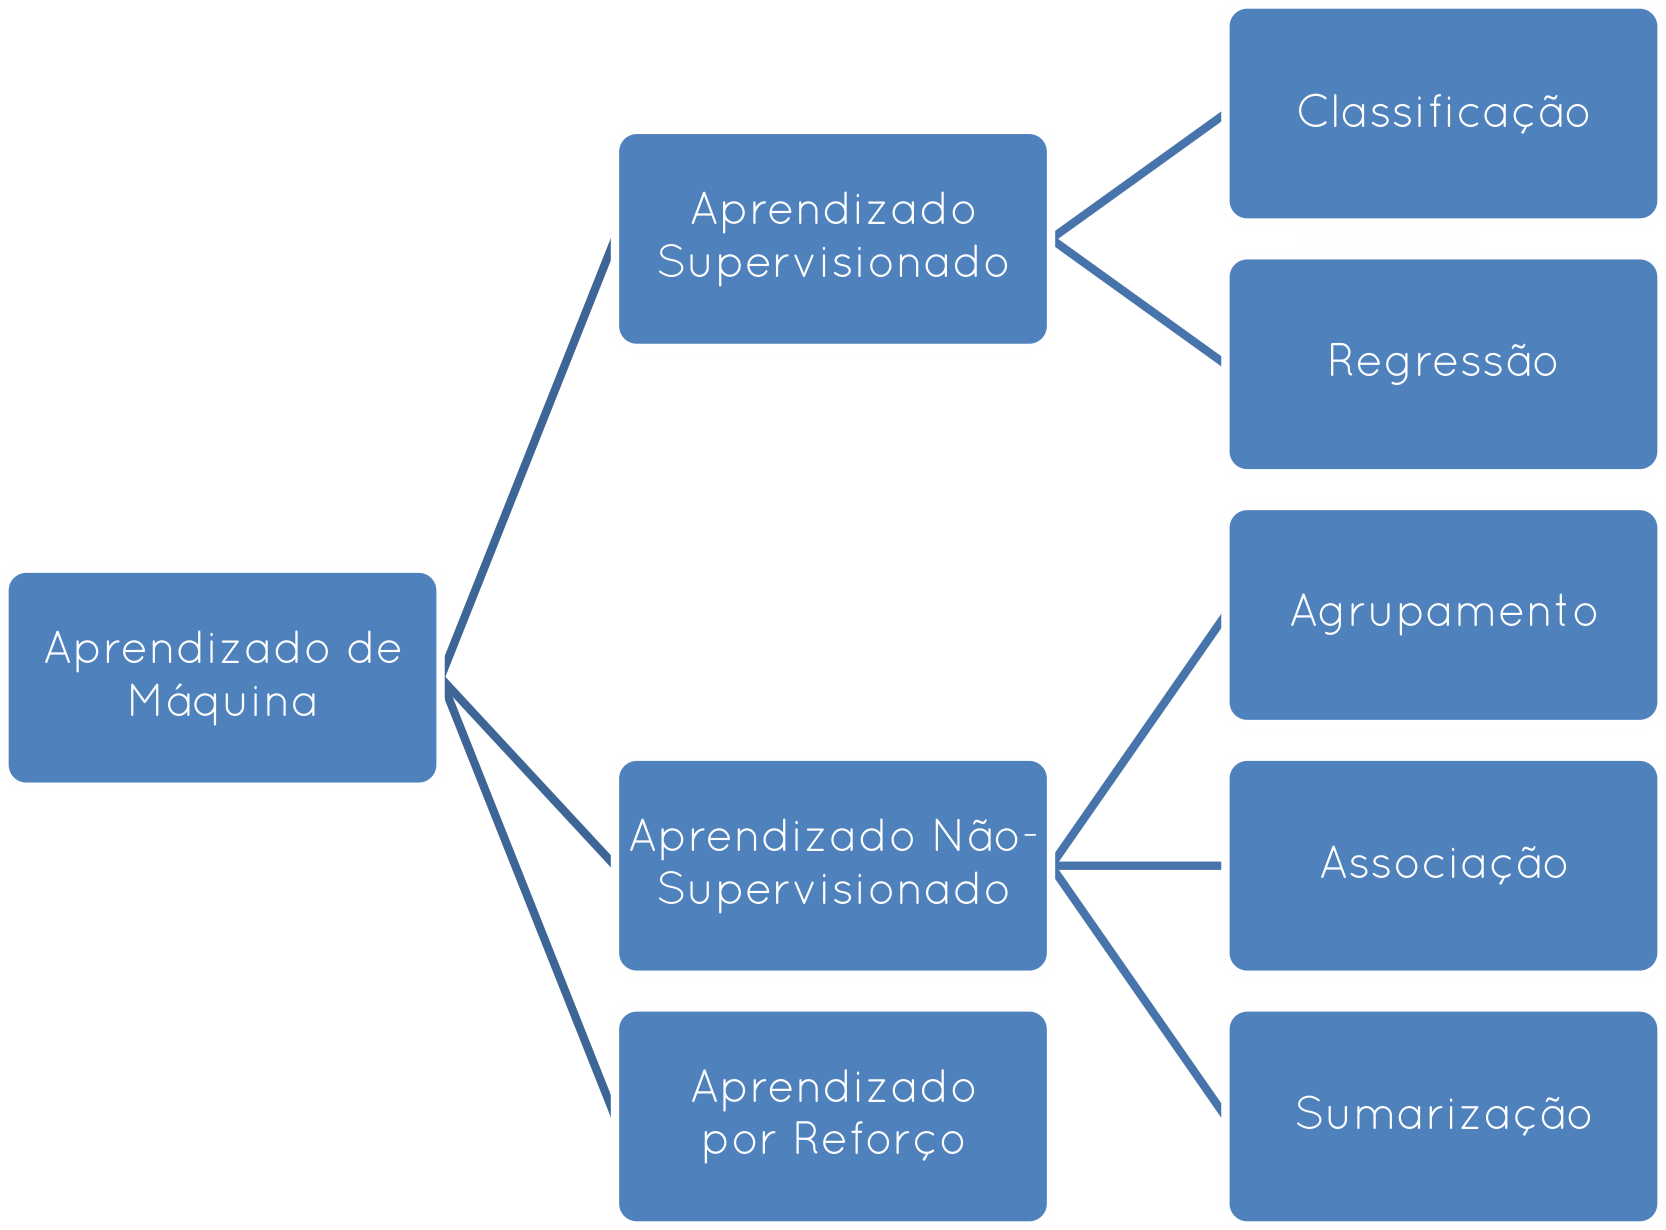 Classificação
Aprendizado
Supervisionado
Regressão
Agrupamento
Aprendizado de
Máquina
Aprendizado Não-
Supervisionado
Associação
Aprendizado
por Reforço
Sumarização